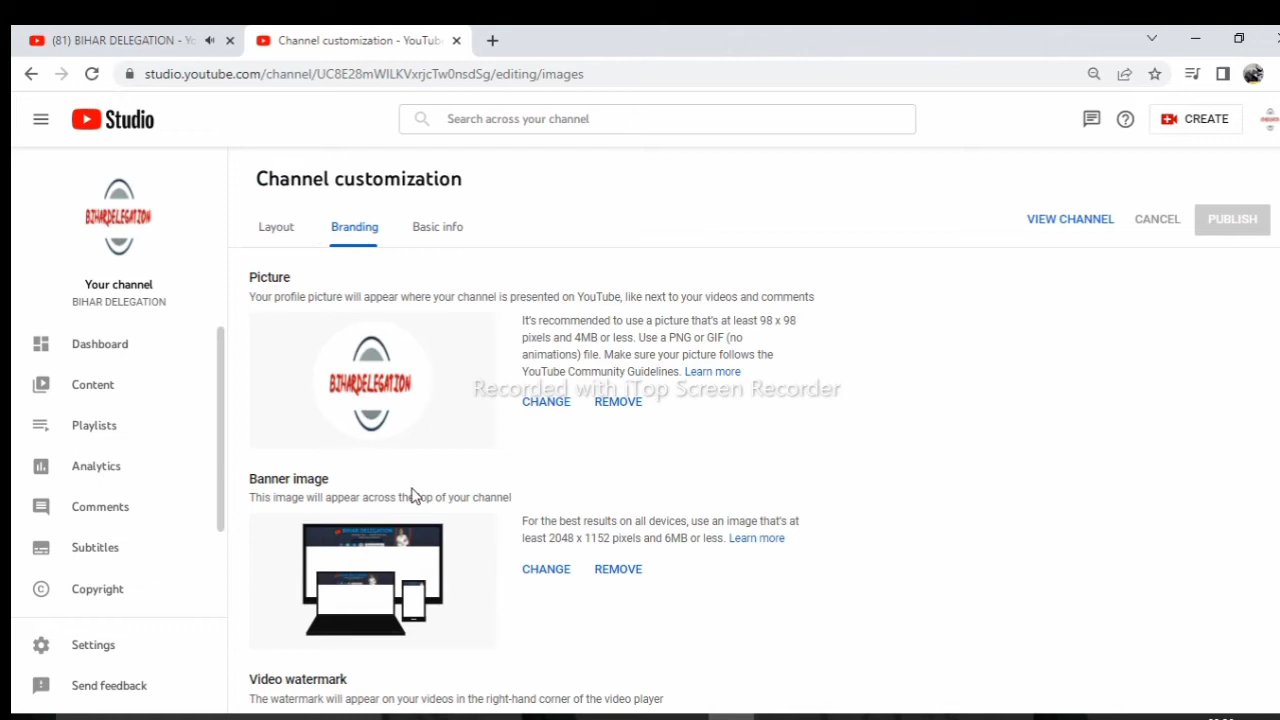 (81) BIHAR DELEGATION - Yo
Channel customization - YouTub
studio.youtube.com/channel/UC8E28mWILKVxrjcTw0nsdSg/editing/images
Studio
Search across your channel
CREATE
BIHARDELEGATION
Your channel
BIHAR DELEGATION
Dashboard
Content
Playlists
Analytics
Comments
Subtitles
Copyright
Settings
Send feedback
Channel customization
Layout
Branding
Basic info
VIEW CHANNEL
CANCEL
PUBLISH
Picture
Your profile picture will appear where your channel is presented on YouTube, like next to your videos and comments
BIHARDELEGATION
It's recommended to use a picture that's at least 98 x 98
pixels and 4MB or less. Use a PNG or GIF (no
animations) file. Make sure your picture follows the
YouTube Community Guidelines. Learn more
Recorded with iTop Screen Recorder
CHANGE
REMOVE
Banner image
This image will appear across the top of your channel
BIHAR DELEGATION
For the best results on all devices, use an image that's at
least 2048 x 1152 pixels and 6MB or less. Learn more
CHANGE
REMOVE
Video watermark
The watermark will appear on your videos in the right-hand corner of the video player